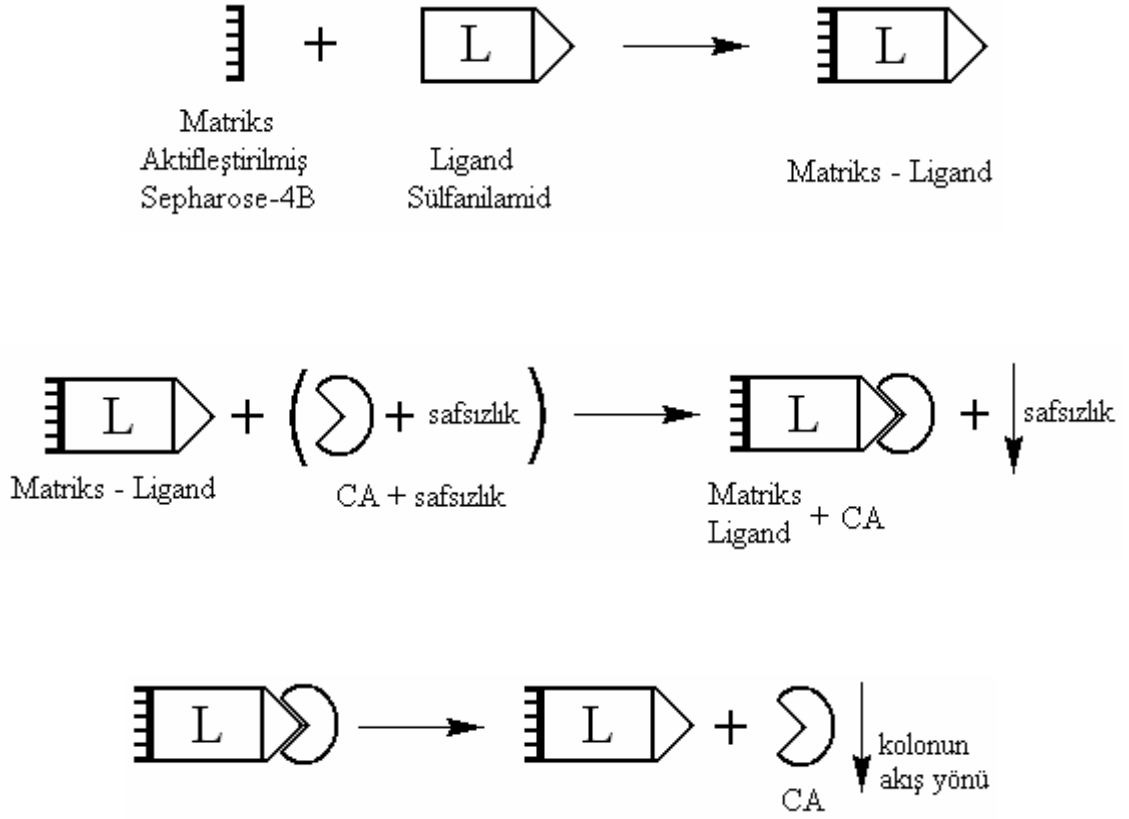 + L L
Matriks
Aktifleştirilmiş
Sepharose-4B
Ligand
Sülfanilamid
Matriks - Ligand
L + ( + safsızlık ) L + safsızlık
Matriks - Ligand
CA + safsızlık
Matriks
Ligand + CA
L L +
CA
kolonun
akış yönü